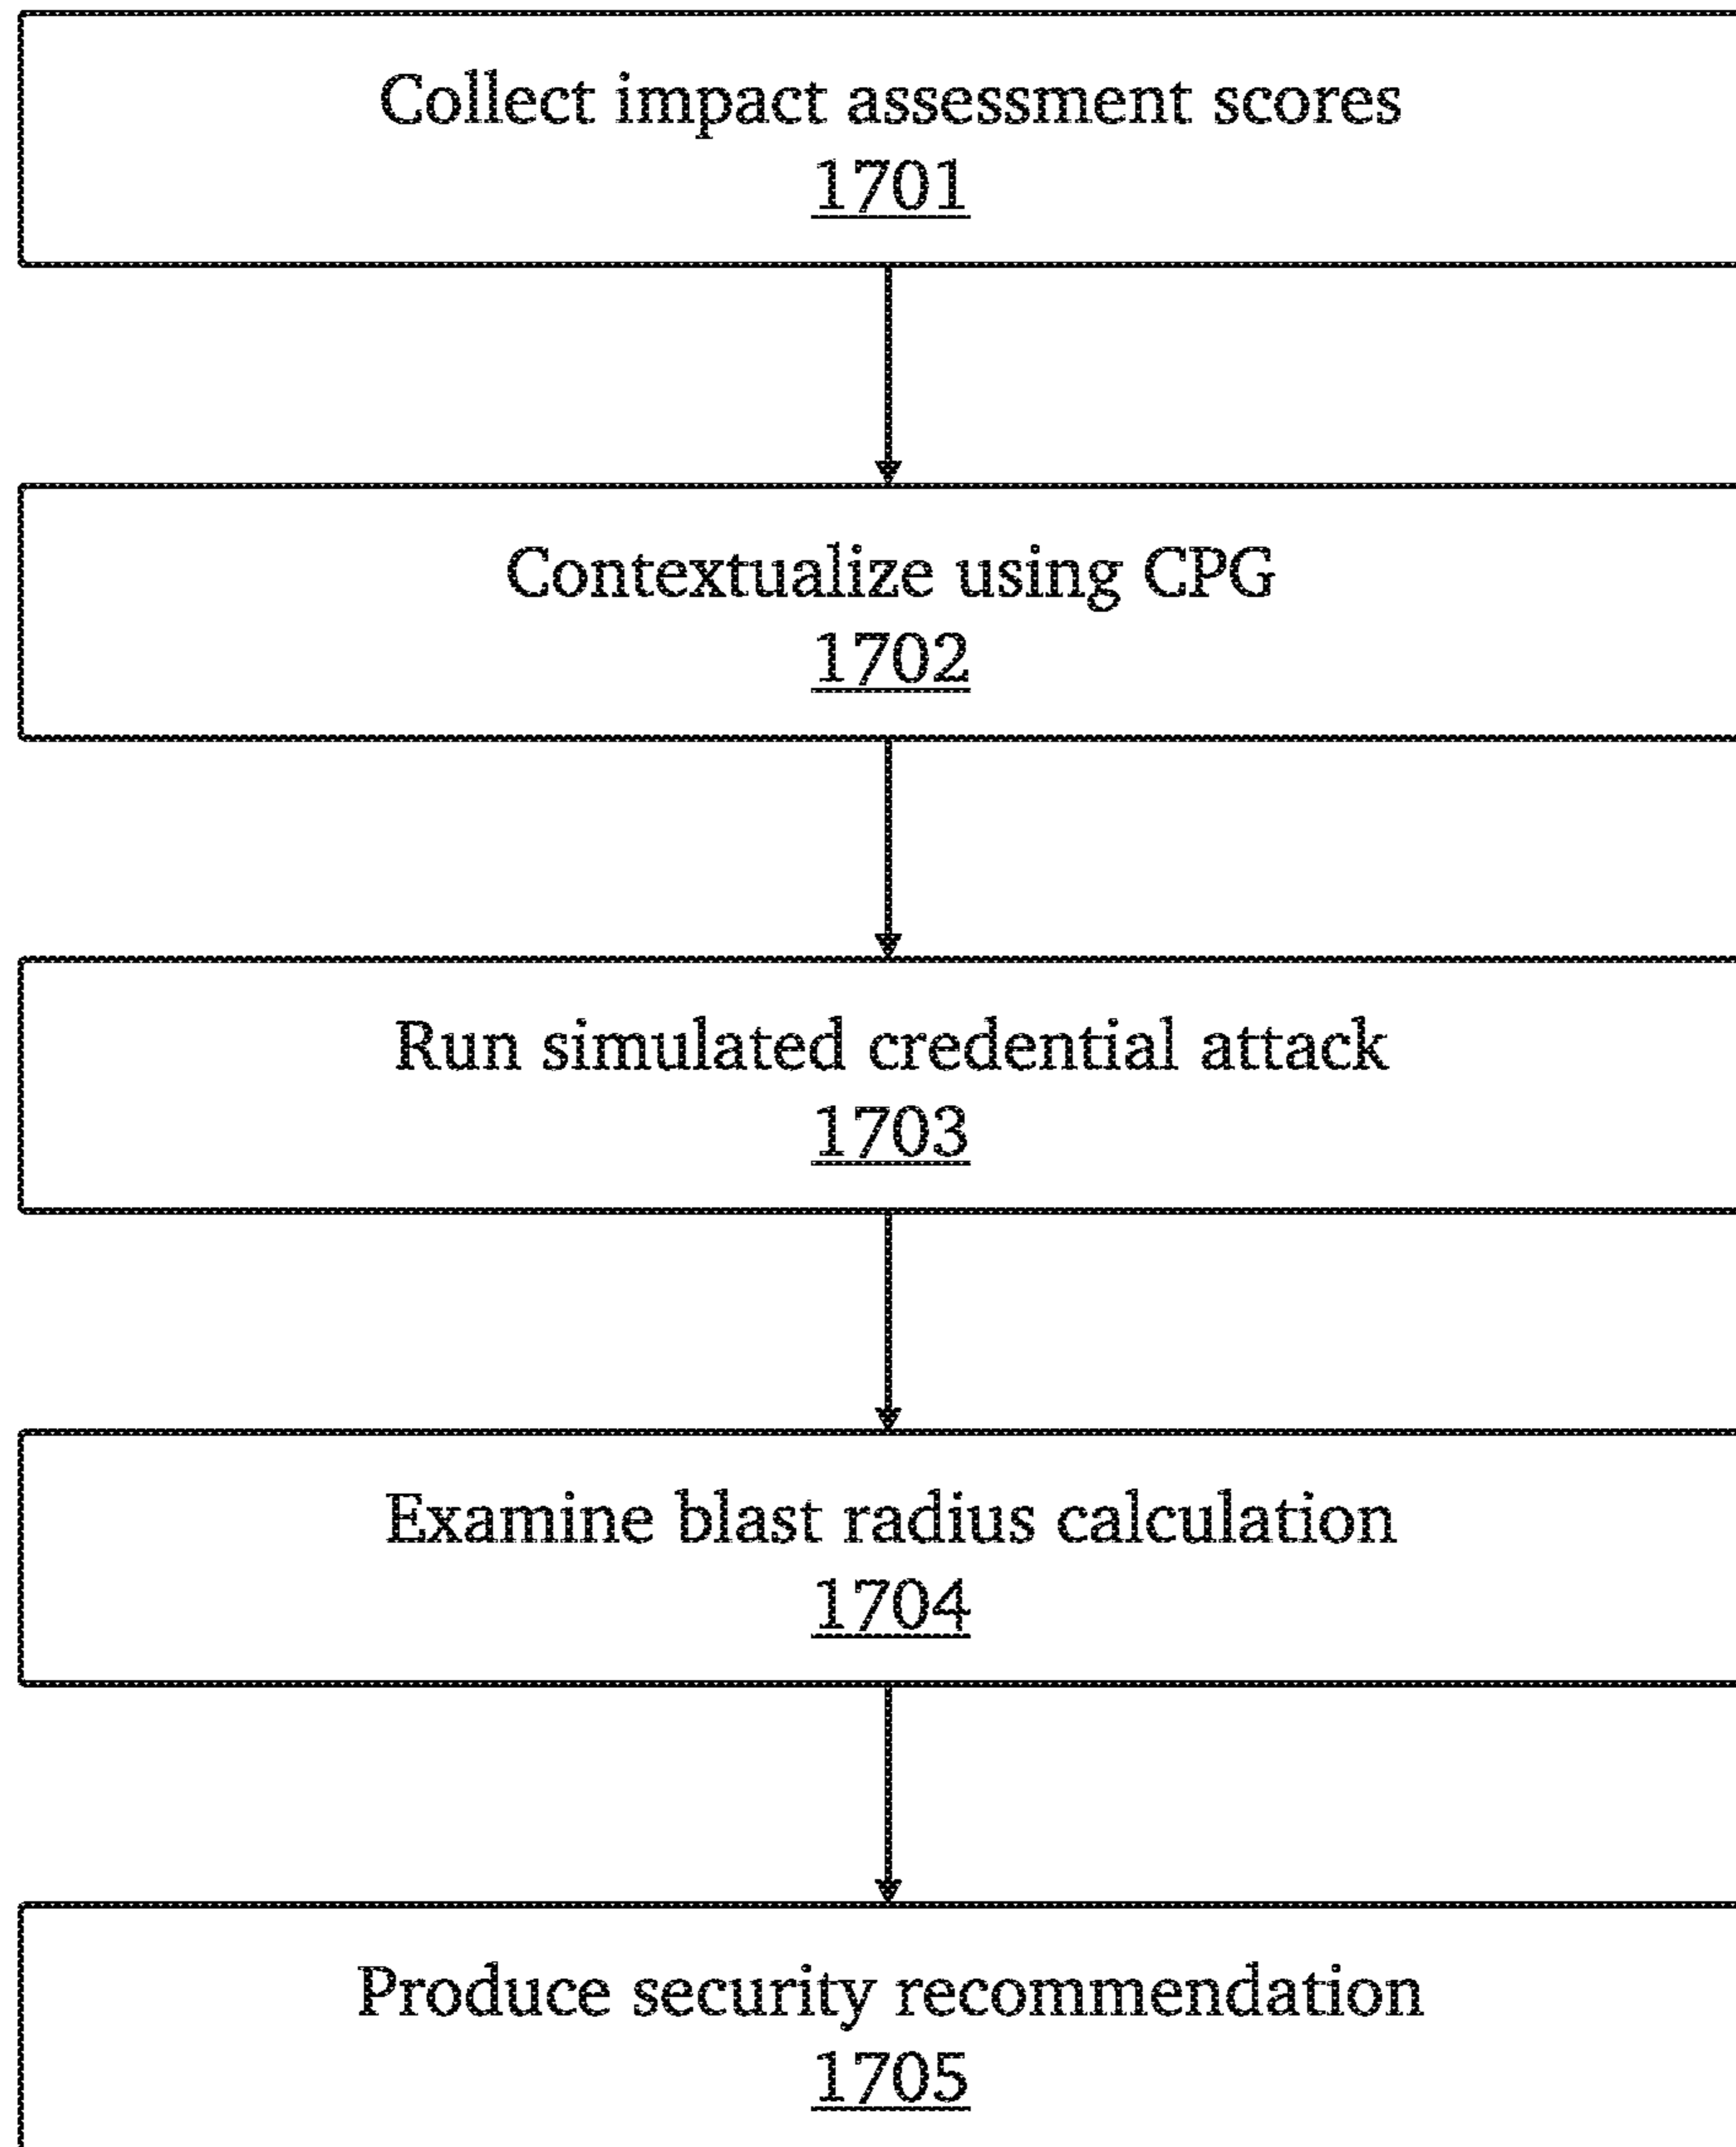 Collect impact assessment scores
1701
Contextualize using CPG
1702
Run simulated credential attack
1703
Examine blast radius calculation
1704
Produce security recommendation
1705